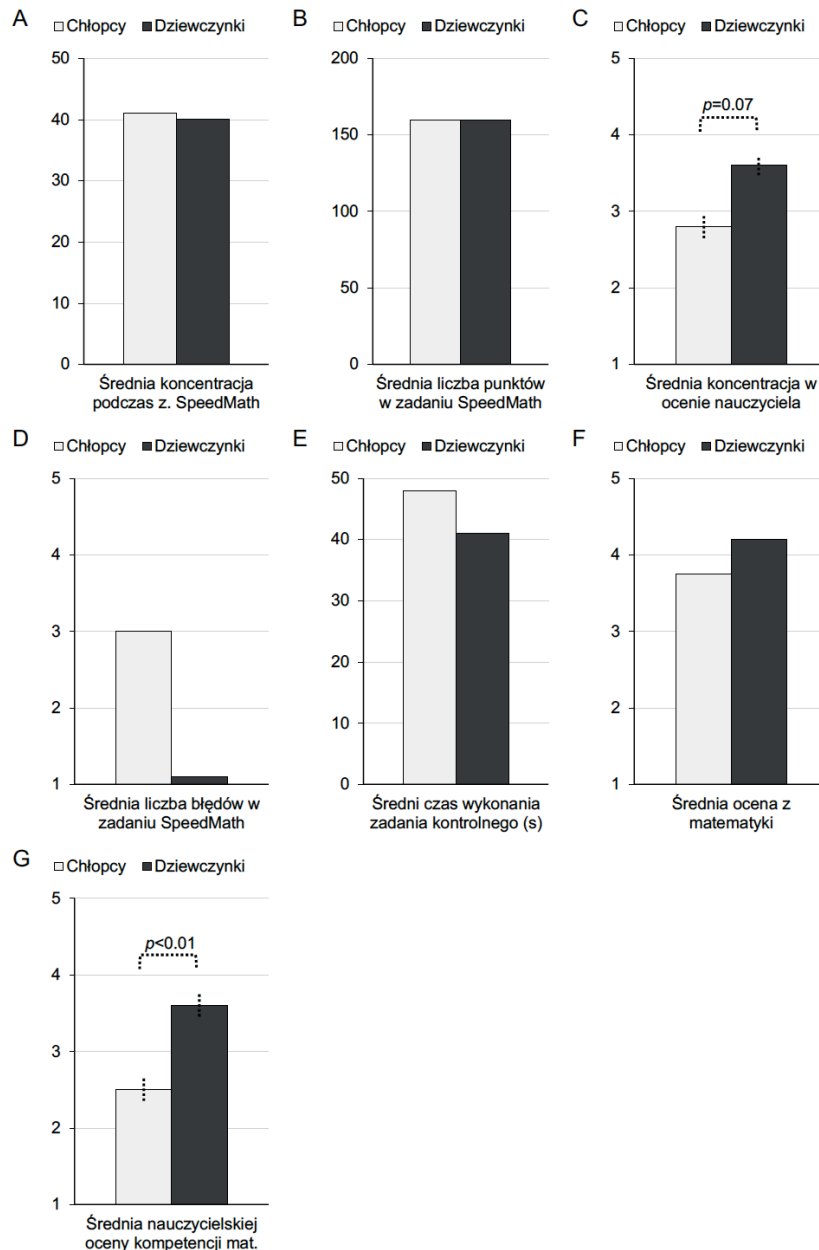 A
Chłopcy Dziewczynki
50
40
30
20
10
0
Średnia koncentracja
podczas z. SpeedMath
B
Chłopcy Dziewczynki
200
150
100
50
0
Średnia liczba punktów
w zadaniu SpeedMath
C
Chłopcy Dziewczynki
5
4
3
2
1
p=0.07
Średnia koncentracja w
ocenie nauczyciela
D
Chłopcy Dziewczynki
5
4
3
2
1
Średnia liczba błędów w
zadaniu SpeedMath
E
Chłopcy Dziewczynki
50
40
30
20
10
0
Średni czas wykonania
zadania kontrolnego (s)
F
Chłopcy Dziewczynki
5
4
3
2
1
Średnia ocena z
matematyki
G
Chłopcy Dziewczynki
5
4
3
2
1
p<0.01
Średnia nauczycielskiej
oceny kompetencji mat.